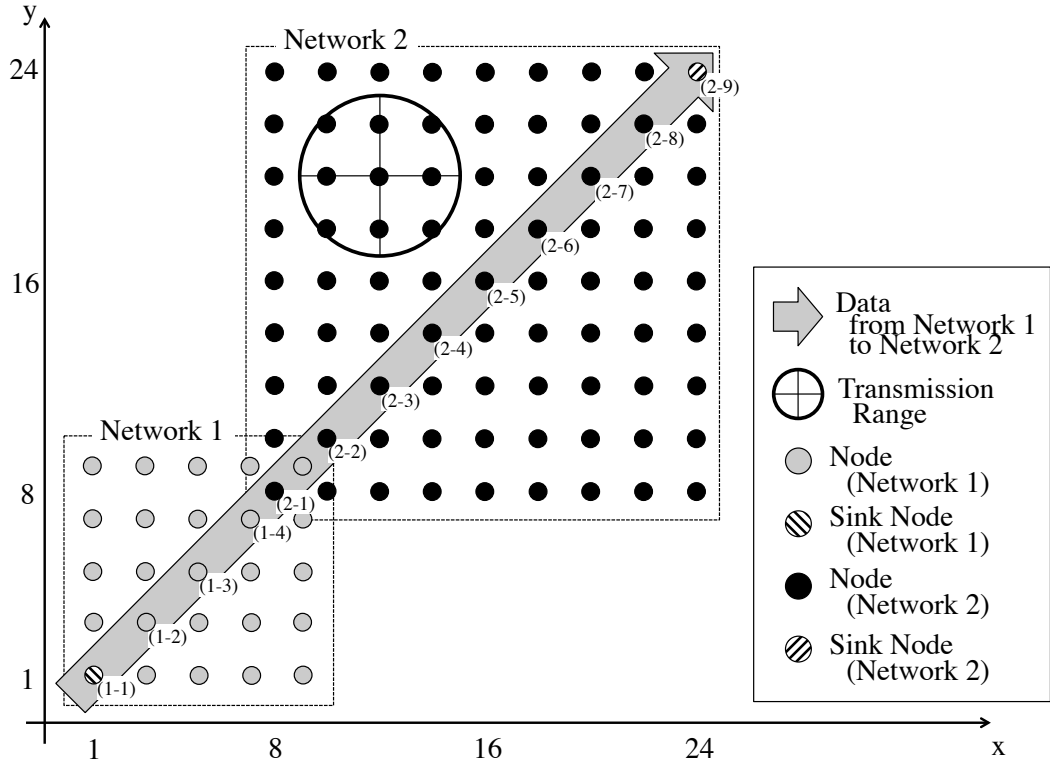 y
Network 2
24
(2-9)
(2-8)
(2-7)
(2-6)
16
(2-5)
(2-4)
(2-3)
Network 1
(2-2)
8
(2-1)
(1-4)
(1-3)
(1-2)
1
(1-1)
1
8
16
24
x
Data
from Network 1
to Network 2
Transmission
Range
Node
(Network 1)
Sink Node
(Network 1)
Node
(Network 2)
Sink Node
(Network 2)